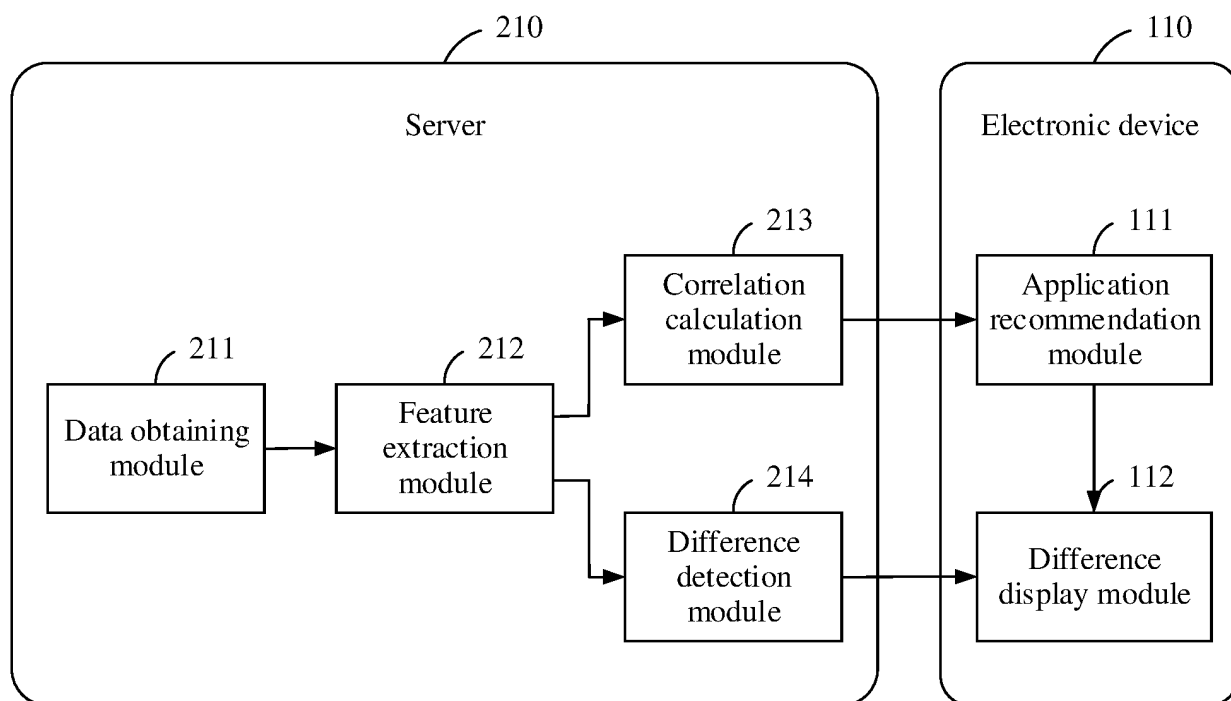 210
110
Server
Electronic device
213
111
Correlation
calculation
module
Application
recommendation
module
211
212
Data obtaining
module
Feature
extraction
module
214
112
Difference
detection
module
Difference
display module